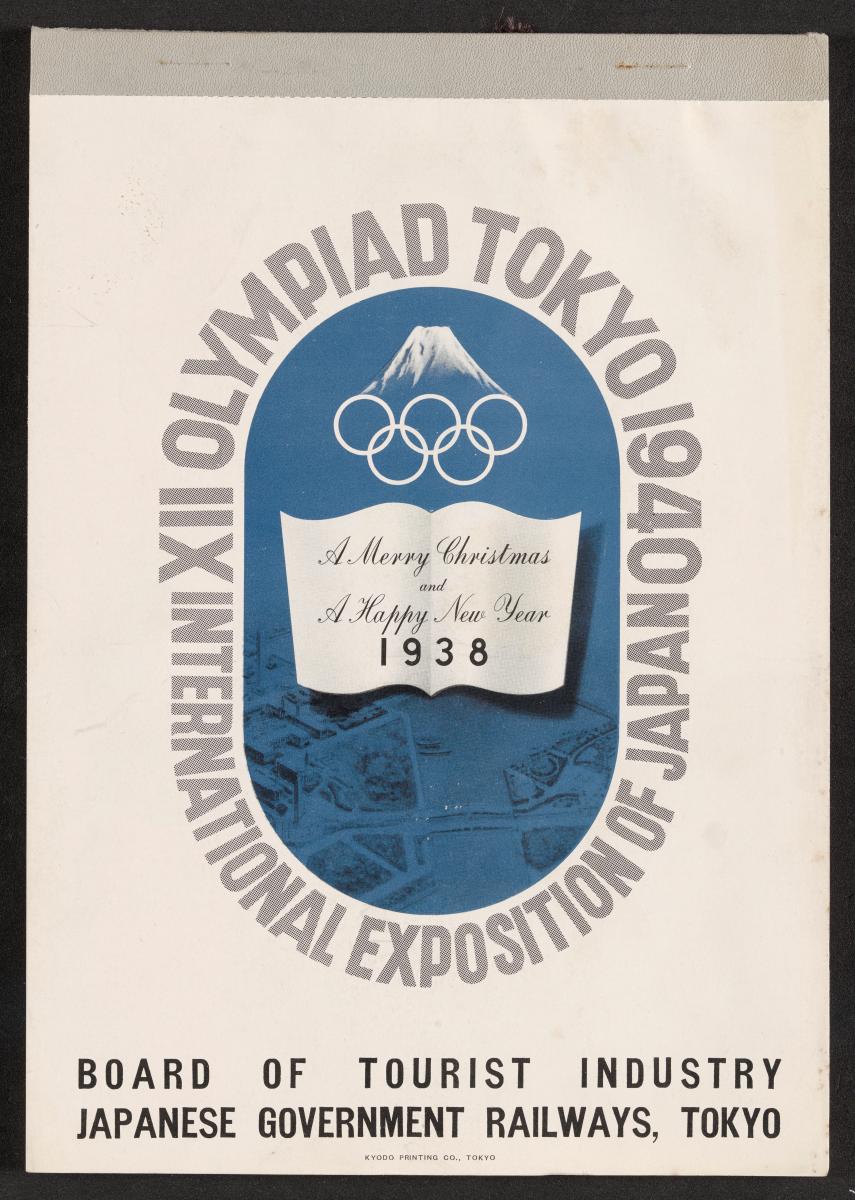 XII OLYMPIAD TOKYO 1940
INTERNATIONAL EXPOSITION OF JAPAN
A Merry Christmas
and
A Happy New Year
1938
BOARD OF TOURIST INDUSTRY
JAPANESE GOVERNMENT RAILWAYS, TOKYO
KYODO PRINTING CO., TOKYO